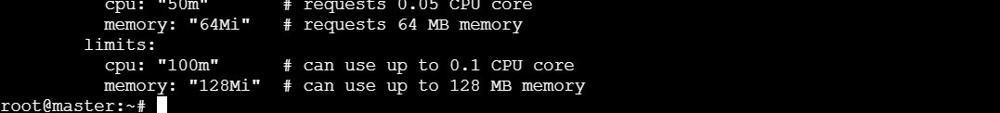 cpu: "50m"       # requests 0.05 CPU core
memory: "64Mi"   # requests 64 MB memory
limits:
cpu: "100m"      # can use up to 0.1 CPU core
memory: "128Mi"  # can use up to 128 MB memory
root@master:~#